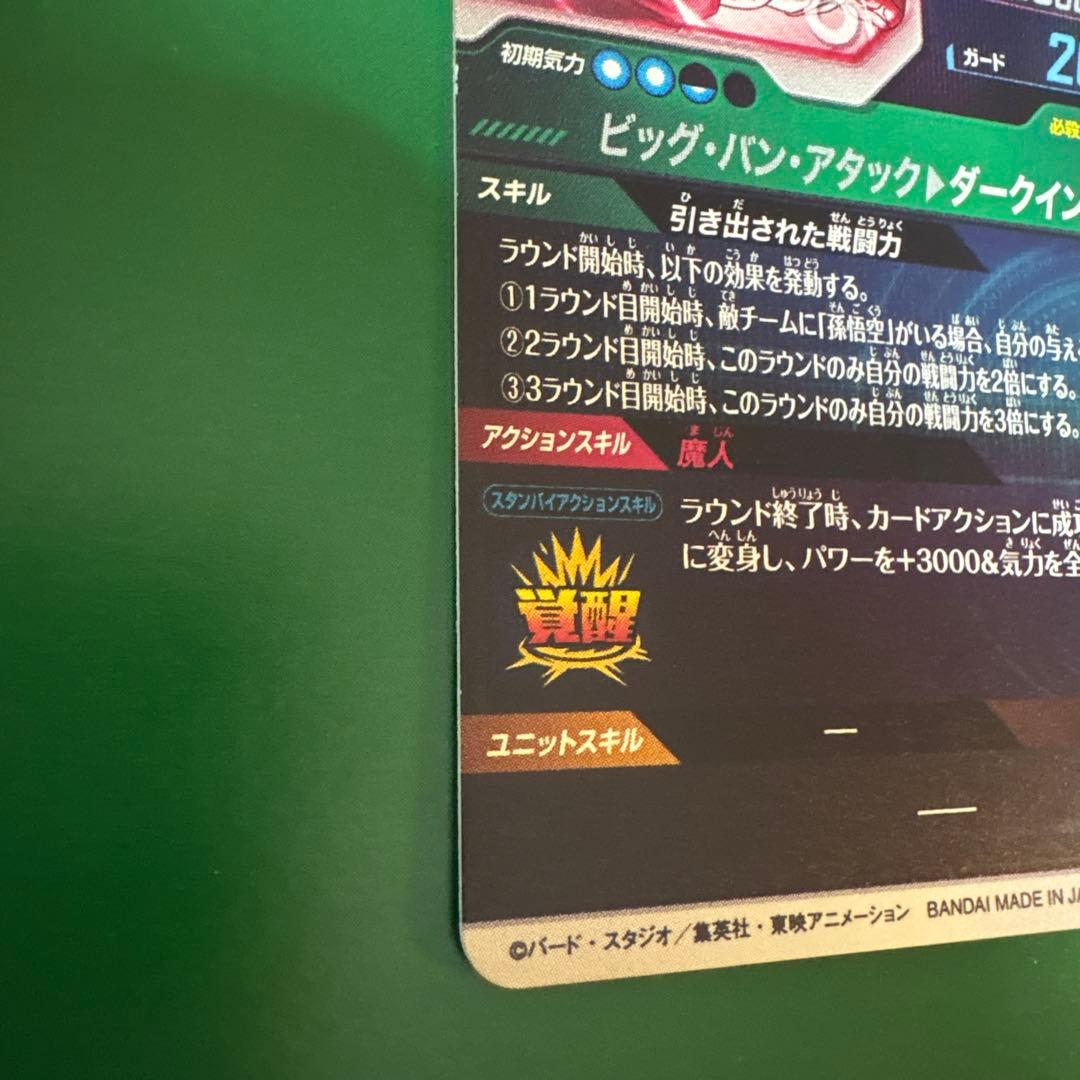 ガード 20
初期気力
必殺
ビッグ・バン・アタック▶ダークイン
スキル
引き出された戦闘力
ラウンド開始時、以下の効果を発動する。
①1ラウンド目開始時、敵チームに「孫悟空」がいる場合、自分の与え
②2ラウンド目開始時、このラウンドのみ自分の戦闘力を2倍にする。
③3ラウンド目開始時、このラウンドのみ自分の戦闘力を3倍にする。
アクションスキル
魔人
スタンバイアクションスキル
ラウンド終了時、カードアクションに成功
に変身し、パワーを+3000&気力を全
覚醒
ユニットスキル
—
—
©バード・スタジオ/集英社・東映アニメーション BANDAI MADE IN JA